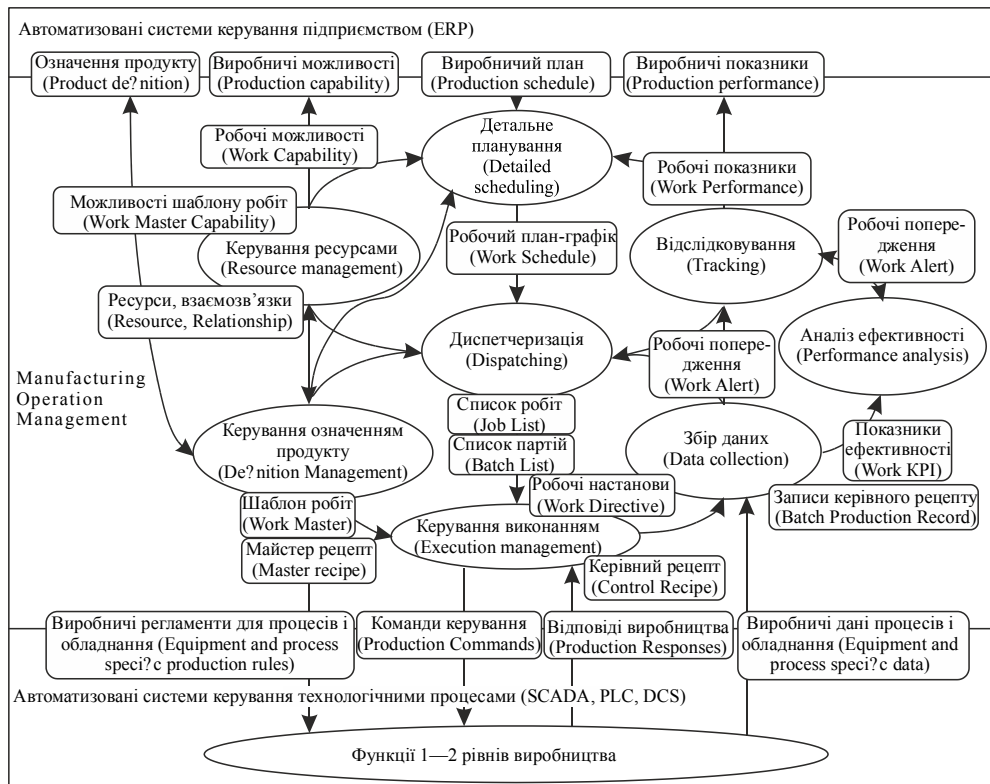 Автоматизовані системи керування підприємством (ERP)
Означення продукту
(Product de?nition)
Виробничі можливості
(Production capability)
Виробничий план
(Production schedule)
Виробничі показники
(Production performance)
Робочі можливості
(Work Capability)
Детальне
планування
(Detailed
scheduling)
Робочі показники
(Work Performance)
Можливості шаблону робіт
(Work Master Capability)
Керування ресурсами
(Resource management)
Робочий план-графік
(Work Schedule)
Відслідковування
(Tracking)
Робочі попере-
дження
(Work Alert)
Ресурси, взаємозв’язки
(Resource, Relationship)
Диспетчеризація
(Dispatching)
Робочі попере-
дження
(Work Alert)
Аналіз ефективності
(Performance analysis)
Manufacturing
Operation
Management
Керування означенням
продукту
(De?nition Management)
Список робіт
(Job List)
Список партій
(Batch List)
Збір даних
(Data collection)
Показники
ефективності
(Work KPI)
Шаблон робіт
(Work Master)
Робочі настанови
(Work Directive)
Записи керівного рецепту
(Batch Production Record)
Майстер рецепт
(Master recipe)
Керування виконанням
(Execution management)
Керівний рецепт
(Control Recipe)
Виробничі регламенти для процесів і
обладнання (Equipment and process
speci?c production rules)
Команди керування
(Production Commands)
Відповіді виробництва
(Production Responses)
Виробничі дані процесів і
обладнання (Equipment and
process speci?c data)
Автоматизовані системи керування технологічними процесами (SCADA, PLC, DCS)
Функції 1—2 рівнів виробництва